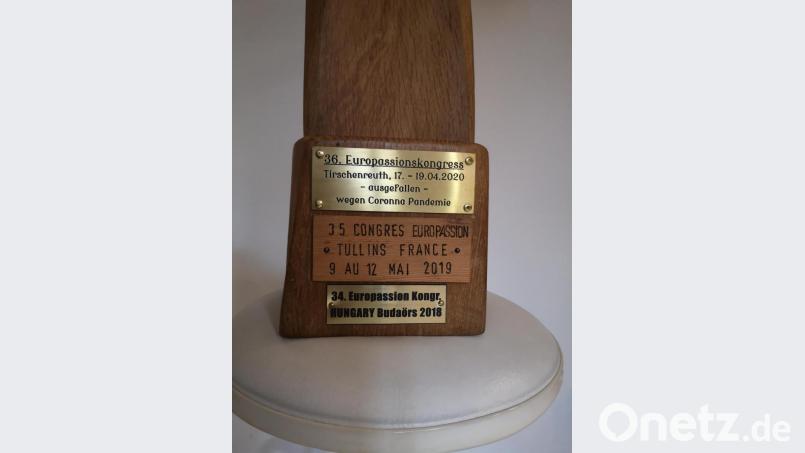 36. Europassionskongress
Tirschenreuth, 17. - 19.04.2020
- ausgefallen -
wegen Coronna Pandemie
35 CONGRES EUROPASSION
TULLINS FRANCE
9 AU 12 MAI 2019
34. Europassion Kongr.
HUNGARY Budaörs 2018
Onetz.de